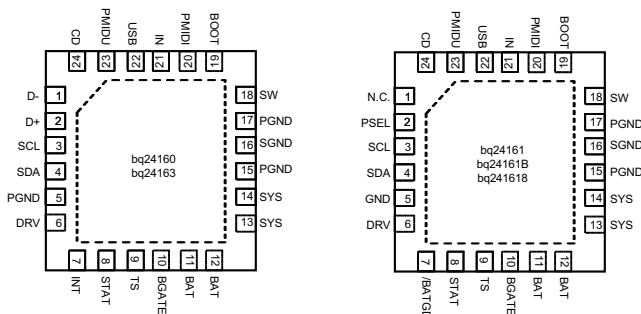 CD PMIDU USB IN PMIDI BOOT
24 23 22 21 20 19
D- 1
D+ 2
SCL 3
SDA 4
PGND 5
DRV 6
18 SW
17 PGND
16 SGND
15 PGND
14 SYS
13 SYS
bq24160
bq24163
7 8 9 10 11 12
INT STAT TS BGATE BAT BAT
CD PMIDU USB IN PMIDI BOOT
24 23 22 21 20 19
N.C. 1
PSEL 2
SCL 3
SDA 4
GND 5
DRV 6
18 SW
17 PGND
16 SGND
15 PGND
14 SYS
13 SYS
bq24161
bq24161B
bq241618
7 8 9 10 11 12
STAT TS BGATE BAT BAT